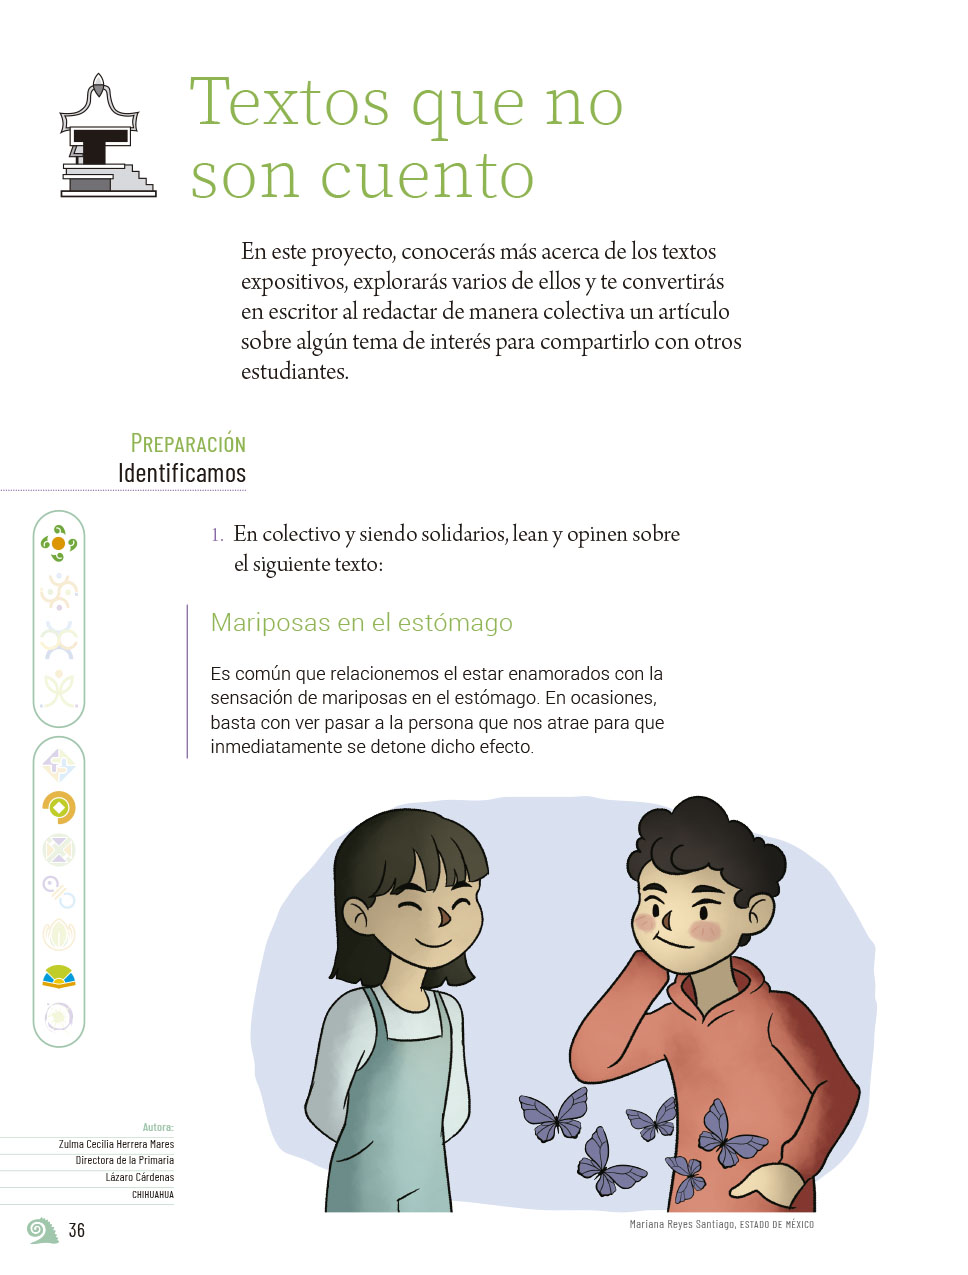 Textos que no
son cuento
En este proyecto, conocerás más acerca de los textos
expositivos, explorarás varios de ellos y te convertirás
en escritor al redactar de manera colectiva un artículo
sobre algún tema de interés para compartirlo con otros
estudiantes.
PREPARACIÓN
Identificamos
1. En colectivo y siendo solidarios, lean y opinen sobre
el siguiente texto:
Mariposas en el estómago
Es común que relacionemos el estar enamorados con la
sensación de mariposas en el estómago. En ocasiones,
basta con ver pasar a la persona que nos atrae para que
inmediatamente se detone dicho efecto.
Autora:
Zulma Cecilia Herrera Mares
Directora de la Primaria
Lázaro Cárdenas
CHIHUAHUA
36
Mariana Reyes Santiago, ESTADO DE MÉXICO